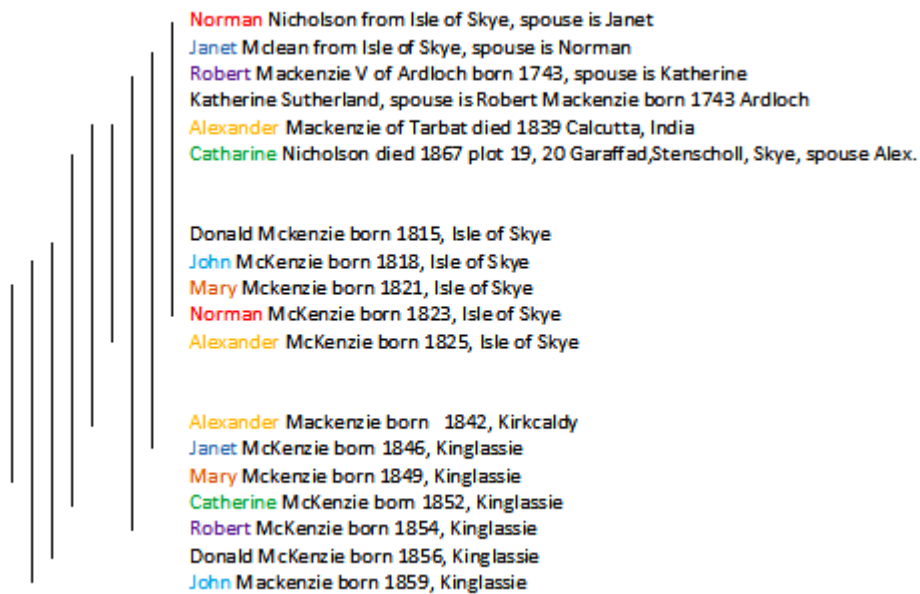 Norman Nicholson from Isle of Skye, spouse is Janet
Janet Mclean from Isle of Skye, spouse is Norman
Robert Mackenzie V of Ardloch born 1743, spouse is Katherine
Katherine Sutherland, spouse is Robert Mackenzie born 1743 Ardloch
Alexander Mackenzie of Tarbat died 1839 Calcutta, India
Catharine Nicholson died 1867 plot 19, 20 Garaffad,Stenscholl, Skye, spouse Alex.
Donald Mckenzie born 1815, Isle of Skye
John McKenzie born 1818, Isle of Skye
Mary Mckenzie born 1821, Isle of Skye
Norman McKenzie born 1823, Isle of Skye
Alexander McKenzie born 1825, Isle of Skye
Alexander Mackenzie born 1842, Kirkcaldy
Janet McKenzie born 1846, Kinglassie
Mary Mckenzie born 1849, Kinglassie
Catherine McKenzie born 1852, Kinglassie
Robert McKenzie born 1854, Kinglassie
Donald McKenzie born 1856, Kinglassie
John Mackenzie born 1859, Kinglassie